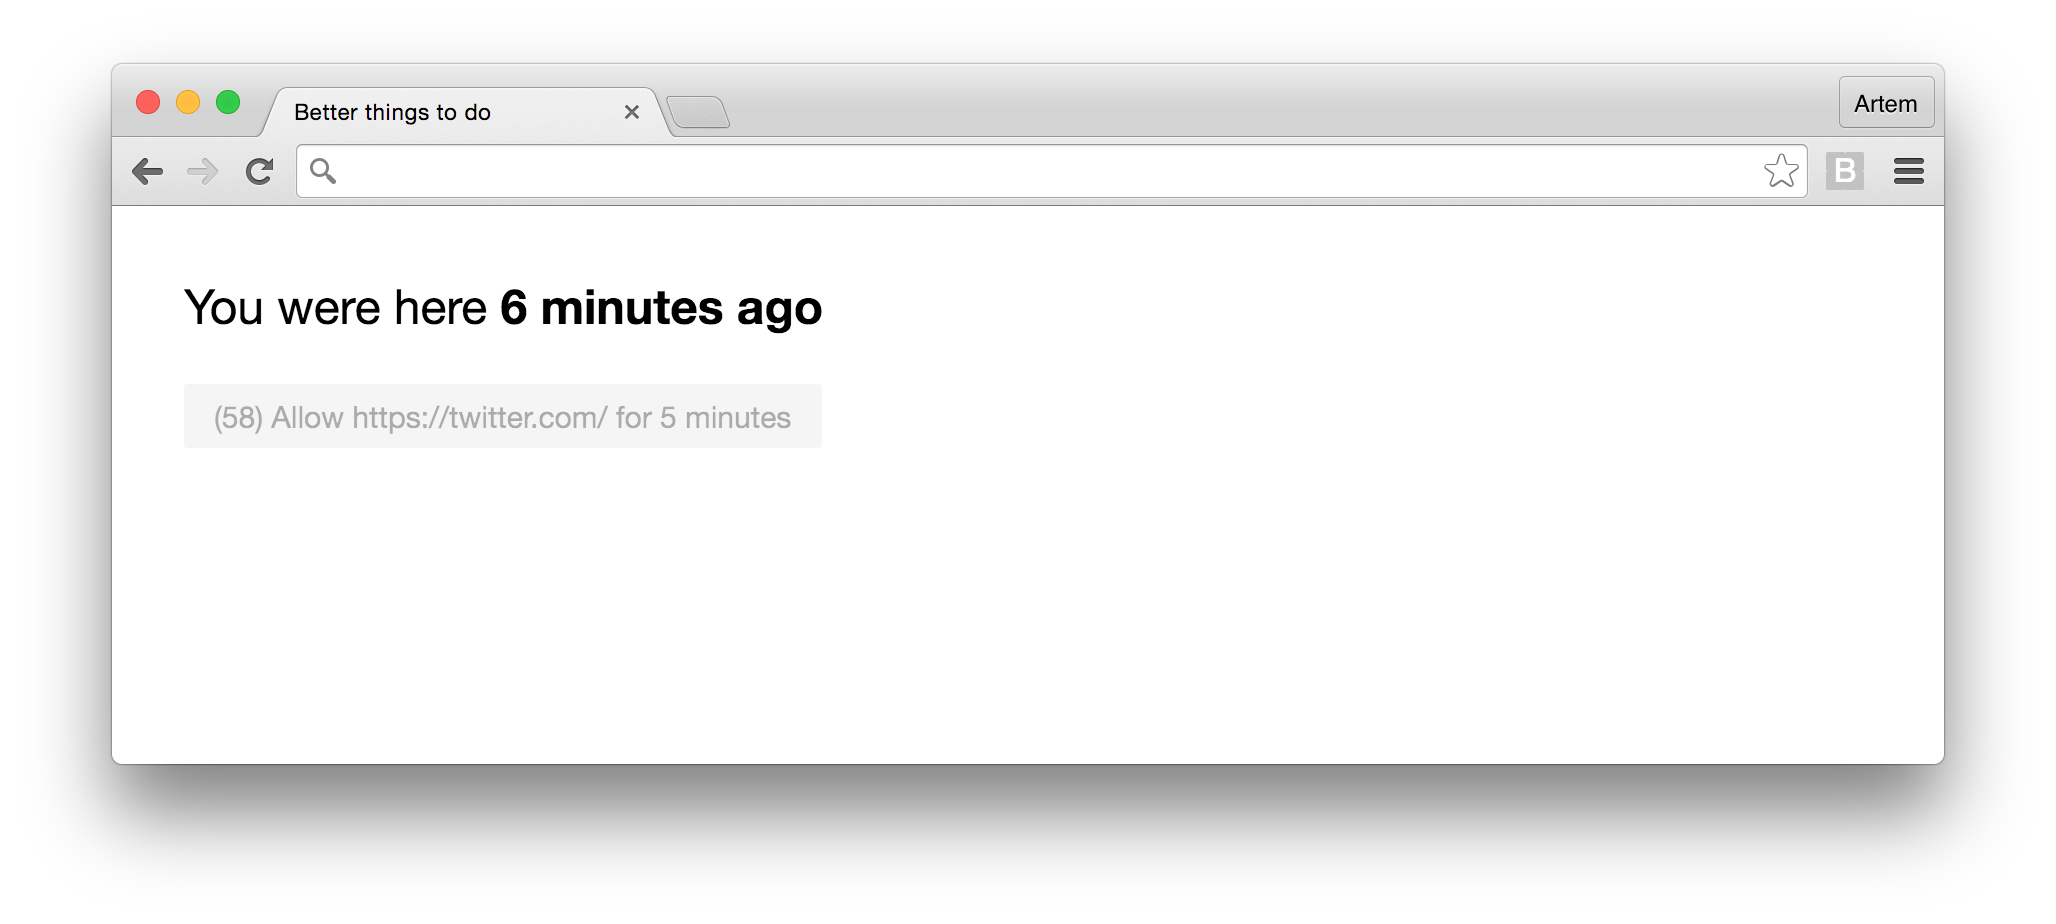 Better things to do
Artem
B
You were here 6 minutes ago
(58) Allow https://twitter.com/ for 5 minutes